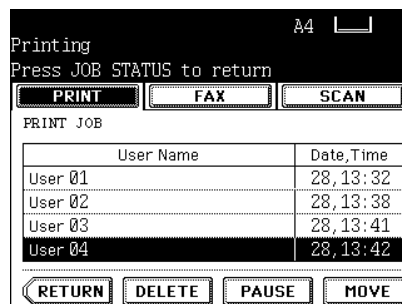 A4
Printing
Press JOB STATUS to return
PRINT FAX SCAN
PRINT JOB
User Name Date,Time
User 01 28,13:32
User 02 28,13:38
User 03 28,13:41
User 04 28,13:42
RETURN DELETE PAUSE MOVE